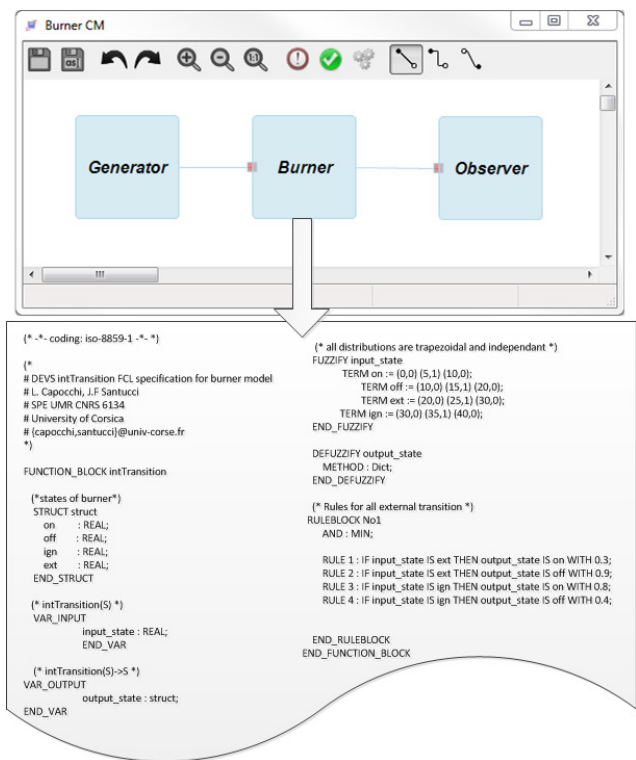 Burner CM
as
1:1
Generator
Burner
Observer
(* -*- coding: iso-8859-1 -*- *)
(*
# DEVS intTransition FCL specification for burner model
# L. Capocchi, J.F Santucci
# SPE UMR CNRS 6134
# University of Corsica
# {capocchi,santucci}@univ-corse.fr
*)
FUNCTION_BLOCK intTransition
(*states of burner*)
STRUCT struct
on : REAL;
off : REAL;
ign : REAL;
ext : REAL;
END_STRUCT
(* intTransition(S) *)
VAR_INPUT
input_state : REAL;
END_VAR
(* intTransition(S)->S *)
VAR_OUTPUT
output_state : struct;
END_VAR
(* all distributions are trapezoidal and independant *)
FUZZIFY input_state
TERM on := (0,0) (5,1) (10,0);
TERM off := (10,0) (15,1) (20,0);
TERM ext := (20,0) (25,1) (30,0);
TERM ign := (30,0) (35,1) (40,0);
END_FUZZIFY
DEFUZZIFY output_state
METHOD : Dict;
END_DEFUZZIFY
(* Rules for all external transition *)
RULEBLOCK No1
AND : MIN;
RULE 1 : IF input_state IS ext THEN output_state IS on WITH 0.3;
RULE 2 : IF input_state IS ext THEN output_state IS off WITH 0.9;
RULE 3 : IF input_state IS ign THEN output_state IS on WITH 0.8;
RULE 4 : IF input_state IS ign THEN output_state IS off WITH 0.4;
END_RULEBLOCK
END_FUNCTION_BLOCK